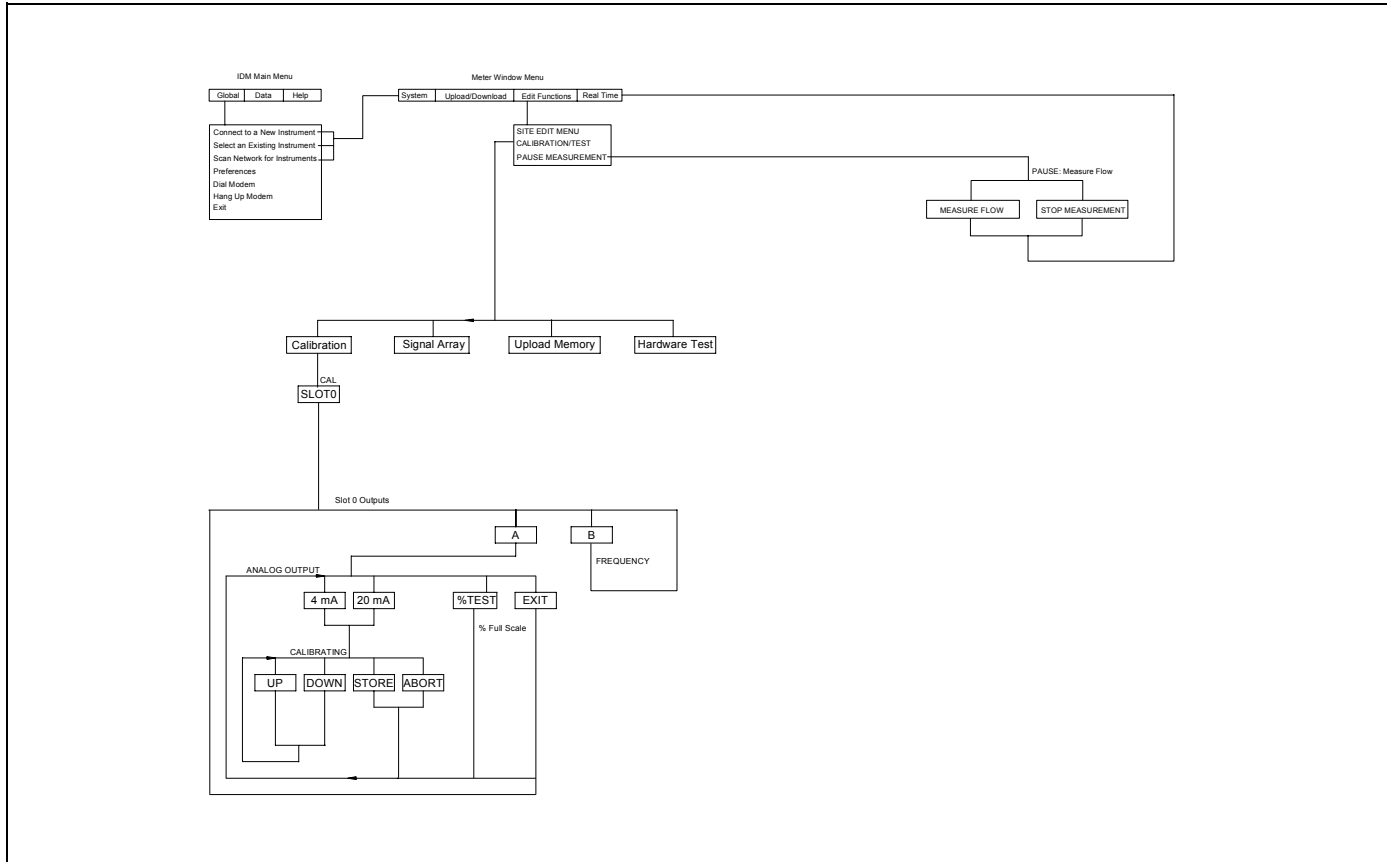 IDM Main Menu
Meter Window Menu
Global Data Help
System Upload/Download Edit Functions Real Time
Connect to a New Instrument
Select an Existing Instrument
Scan Network for Instruments
Preferences
Dial Modem
Hang Up Modem
Exit
SITE EDIT MENU
CALIBRATION/TEST
PAUSE MEASUREMENT
PAUSE: Measure Flow
MEASURE FLOW STOP MEASUREMENT
Calibration Signal Array Upload Memory Hardware Test
CAL
SLOT0
Slot 0 Outputs
A B
FREQUENCY
ANALOG OUTPUT
4 mA 20 mA %TEST EXIT
% Full Scale
CALIBRATING
UP DOWN STORE ABORT